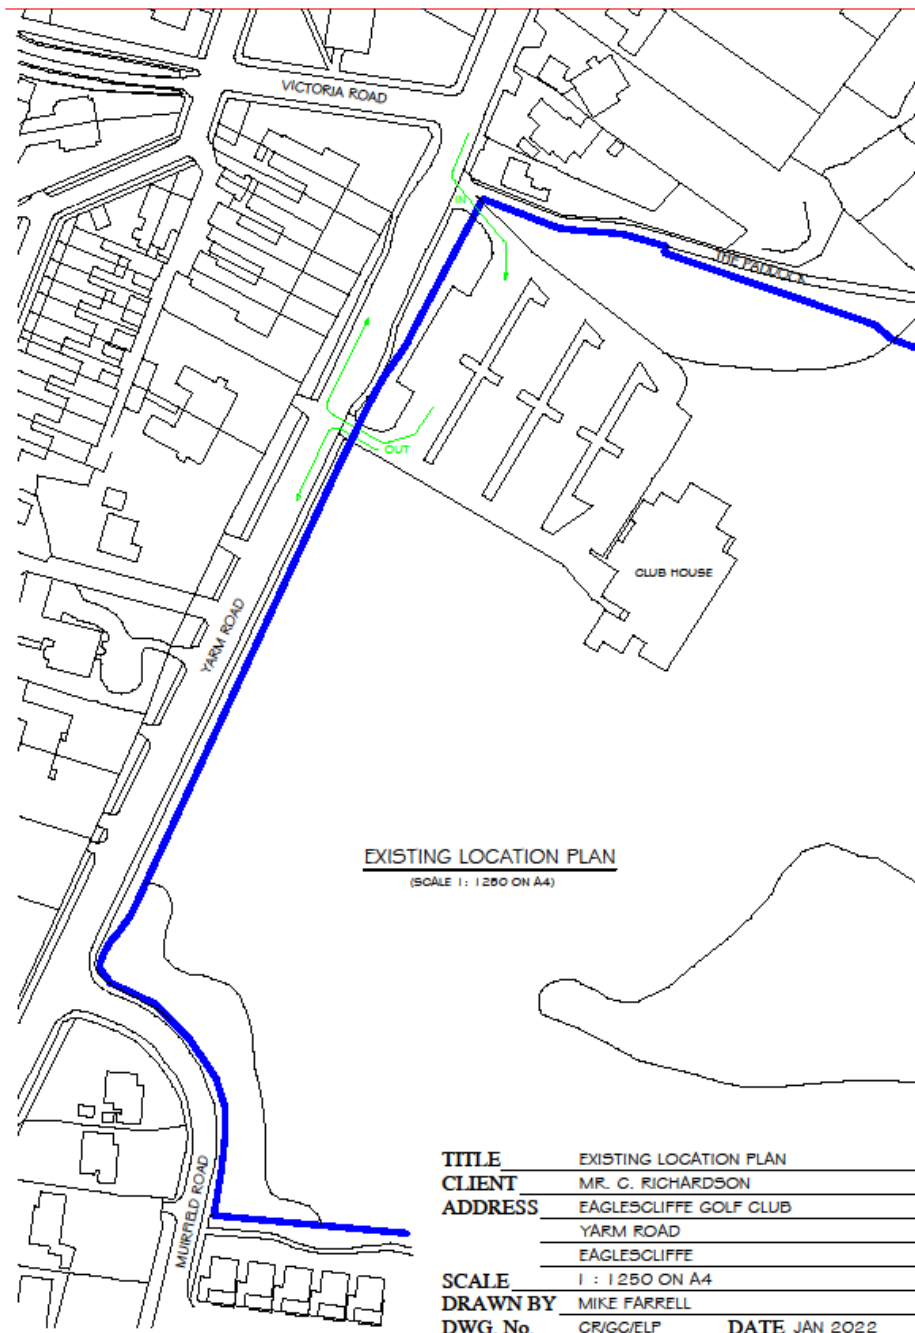 VICTORIA ROAD
IN
THE PADDOCK
OUT
CLUB HOUSE
YARM ROAD
EXISTING LOCATION PLAN
(SCALE 1: 1250 ON A4)
MUIRFIELD ROAD
TITLE EXISTING LOCATION PLAN
CLIENT MR. C. RICHARDSON
ADDRESS EAGLESCLIFFE GOLF CLUB
YARM ROAD
EAGLESCLIFFE
SCALE 1 : 1250 ON A4
DRAWN BY MIKE FARRELL
DWG. No. CR/GC/ELP DATE JAN 2022